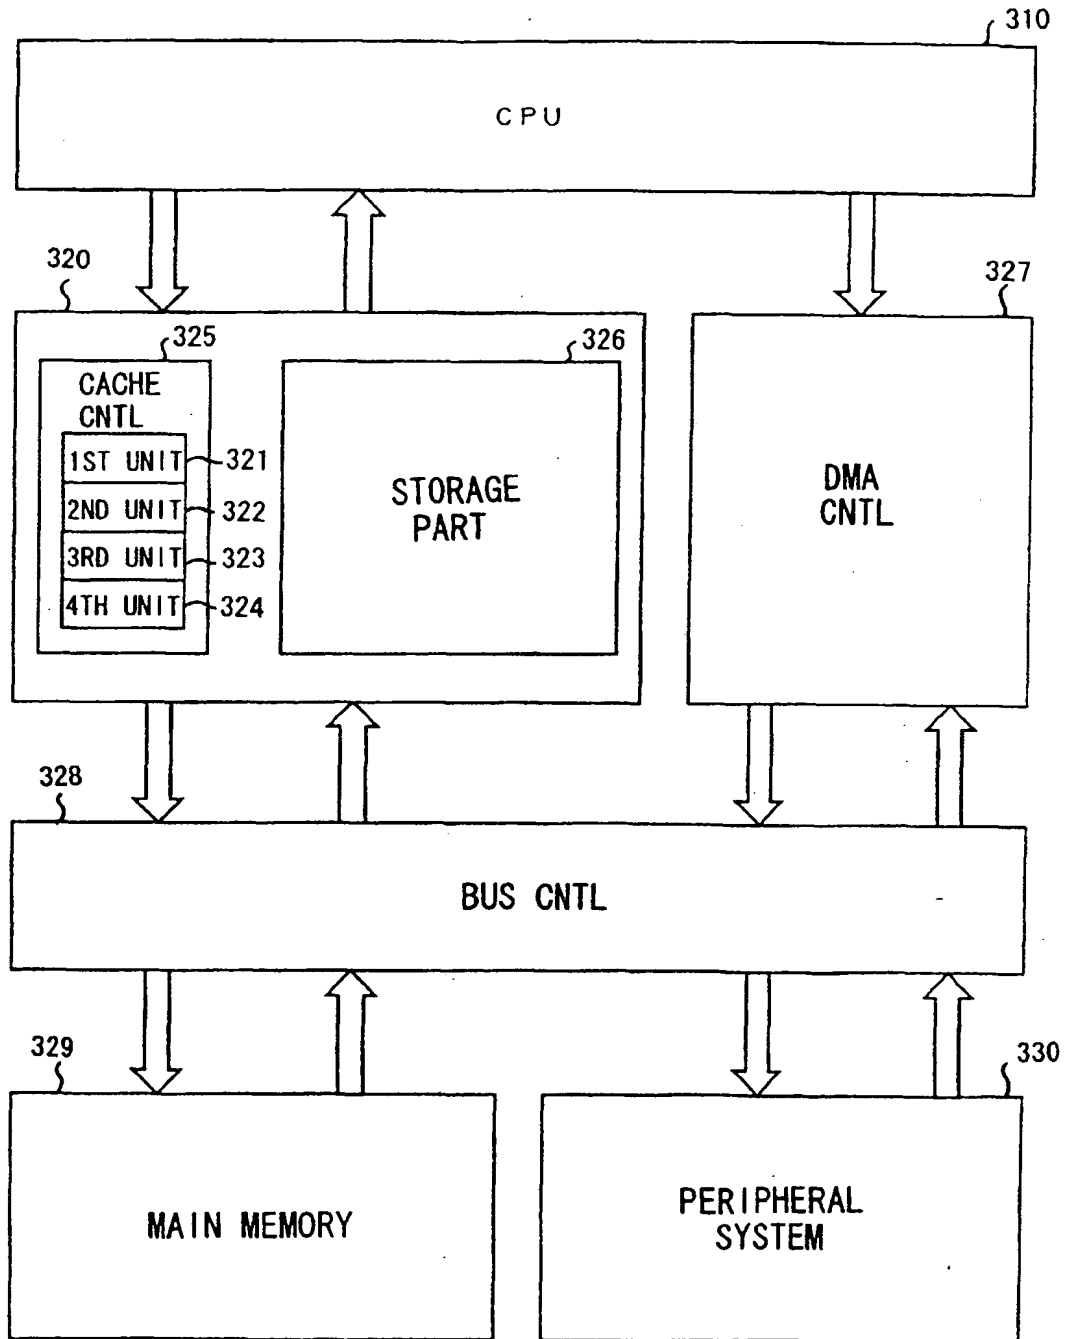 310
CPU
320
327
325
326
CACHE
CNTL
1ST UNIT
321
2ND UNIT
322
3RD UNIT
323
4TH UNIT
324
STORAGE
PART
DMA
CNTL
328
BUS CNTL
329
330
MAIN MEMORY
PERIPHERAL
SYSTEM